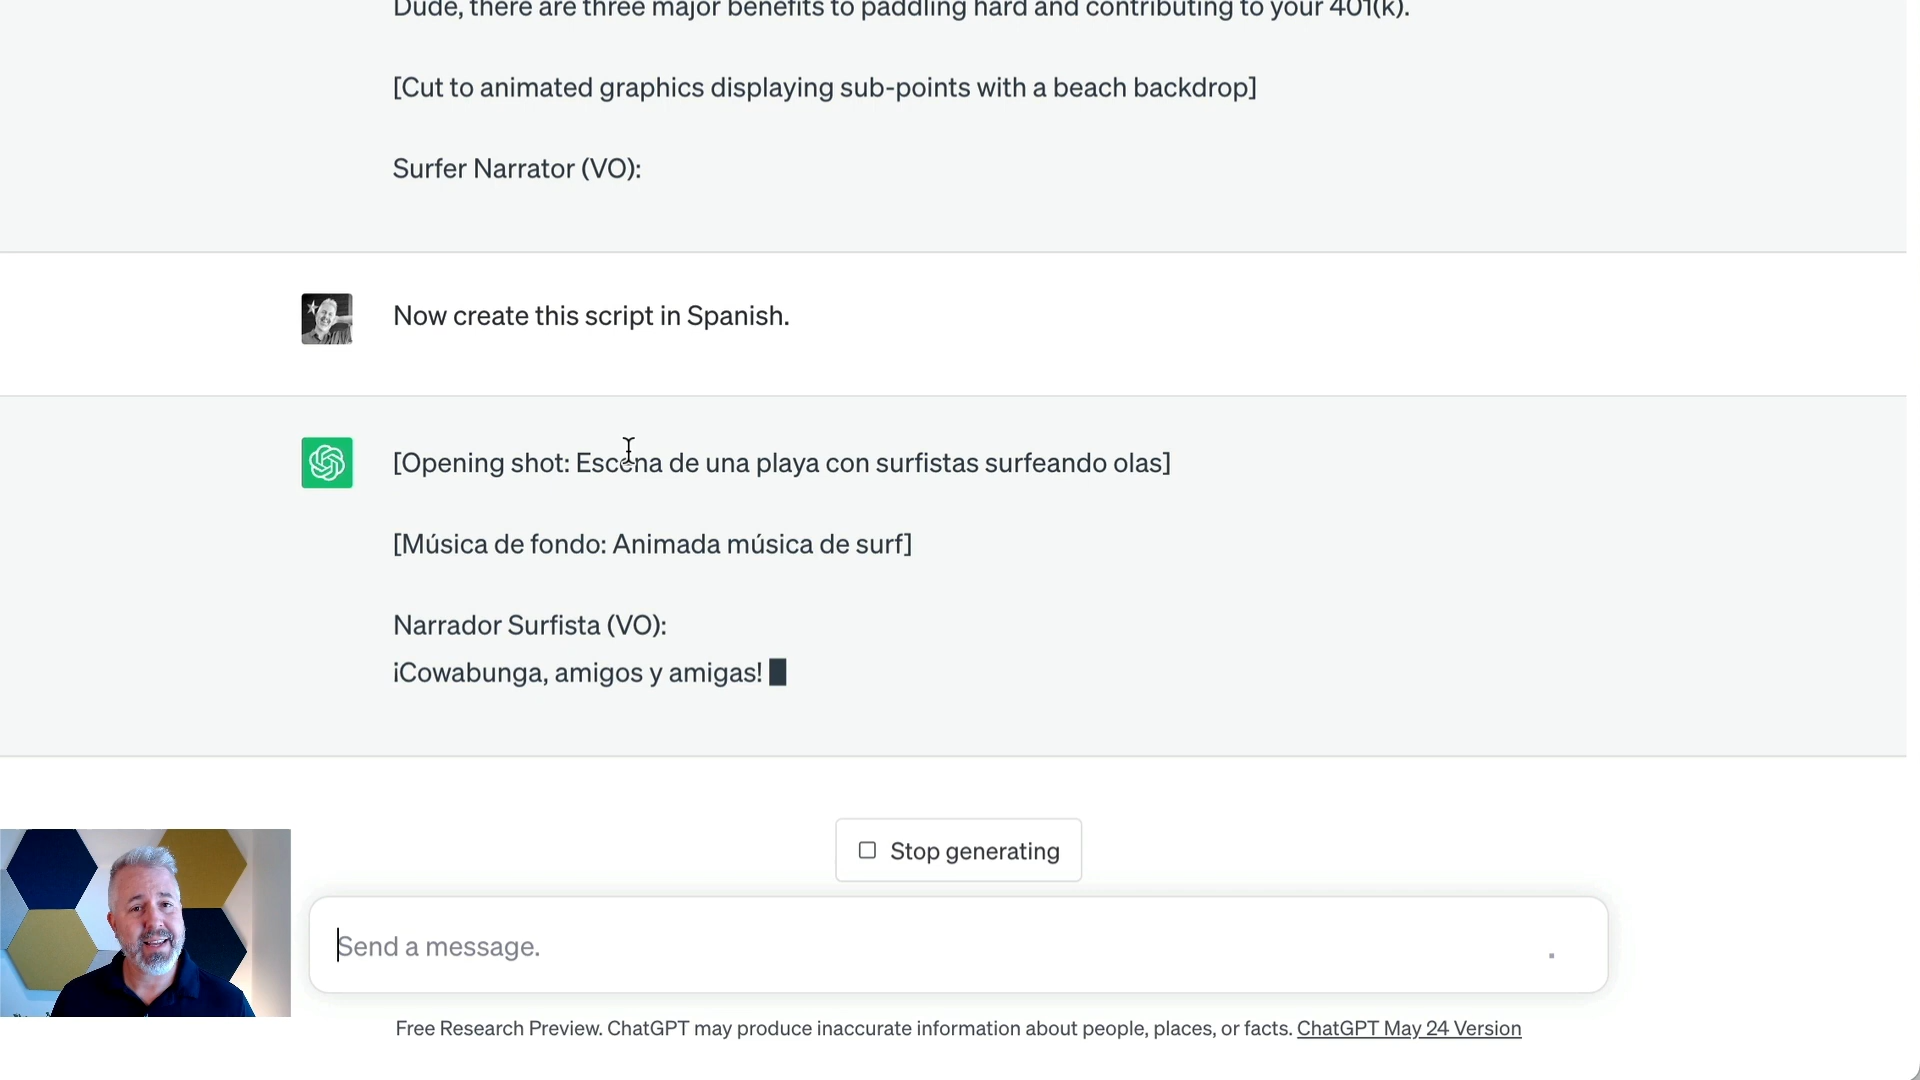 Dude, there are three major benefits to paddling hard and contributing to your 401(k).
[Cut to animated graphics displaying sub-points with a beach backdrop]
Surfer Narrator (VO):
Now create this script in Spanish.
[Opening shot: Escena de una playa con surfistas surfeando olas]
[Música de fondo: Animada música de surf]
Narrador Surfista (VO):
¡Cowabunga, amigos y amigas!
Stop generating
Send a message.
Free Research Preview. ChatGPT may produce inaccurate information about people, places, or facts. ChatGPT May 24 Version